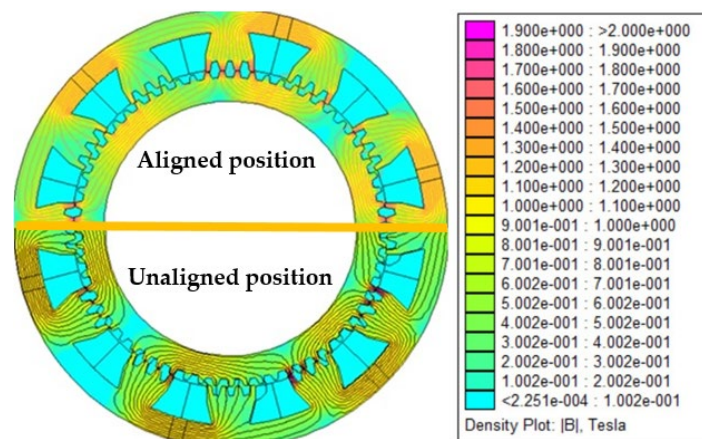 Aligned position
Unaligned position
1.900e+000 : >2.000e+000
1.800e+000 : 1.900e+000
1.700e+000 : 1.800e+000
1.600e+000 : 1.700e+000
1.500e+000 : 1.600e+000
1.400e+000 : 1.500e+000
1.300e+000 : 1.400e+000
1.200e+000 : 1.300e+000
1.100e+000 : 1.200e+000
1.000e+000 : 1.100e+000
9.001e-001 : 1.000e+000
8.001e-001 : 9.001e-001
7.001e-001 : 8.001e-001
6.002e-001 : 7.001e-001
5.002e-001 : 6.002e-001
4.002e-001 : 5.002e-001
3.002e-001 : 4.002e-001
2.002e-001 : 3.002e-001
1.002e-001 : 2.002e-001
<2.251e-004 : 1.002e-001
Density Plot: |B|, Tesla